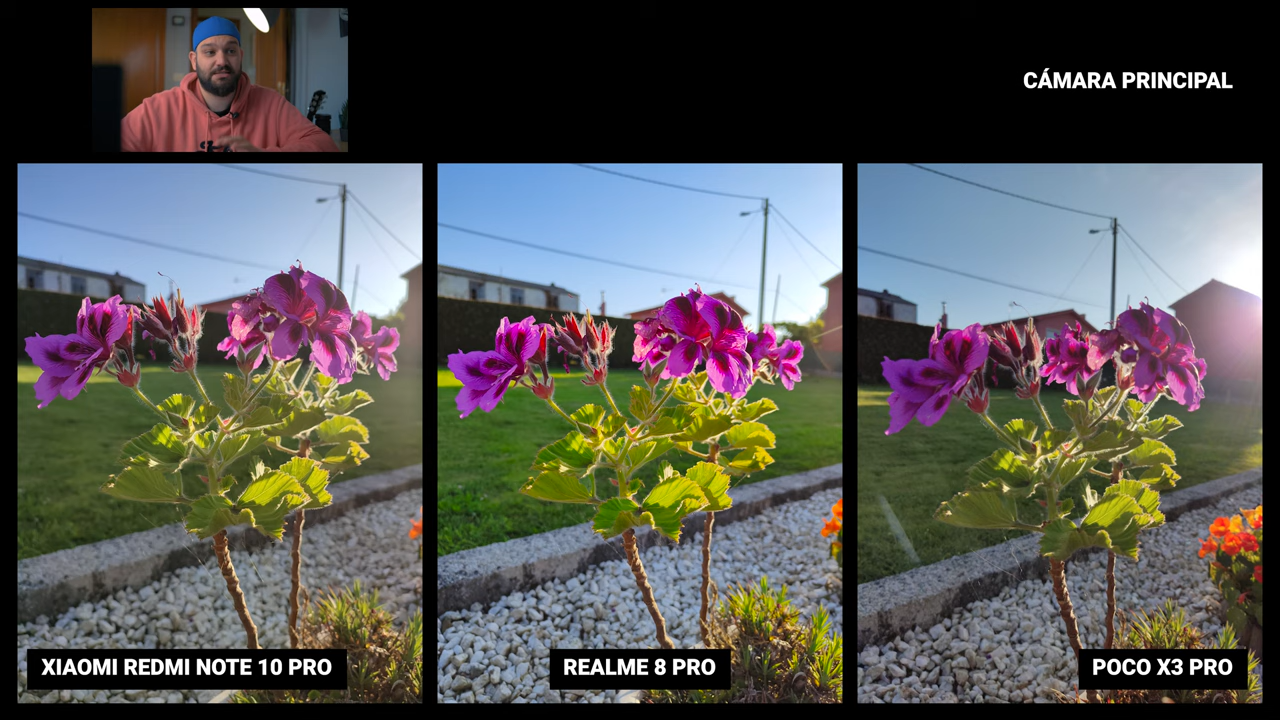 CÁMARA PRINCIPAL
XIAOMI REDMI NOTE 10 PRO
REALME 8 PRO
POCO X3 PRO